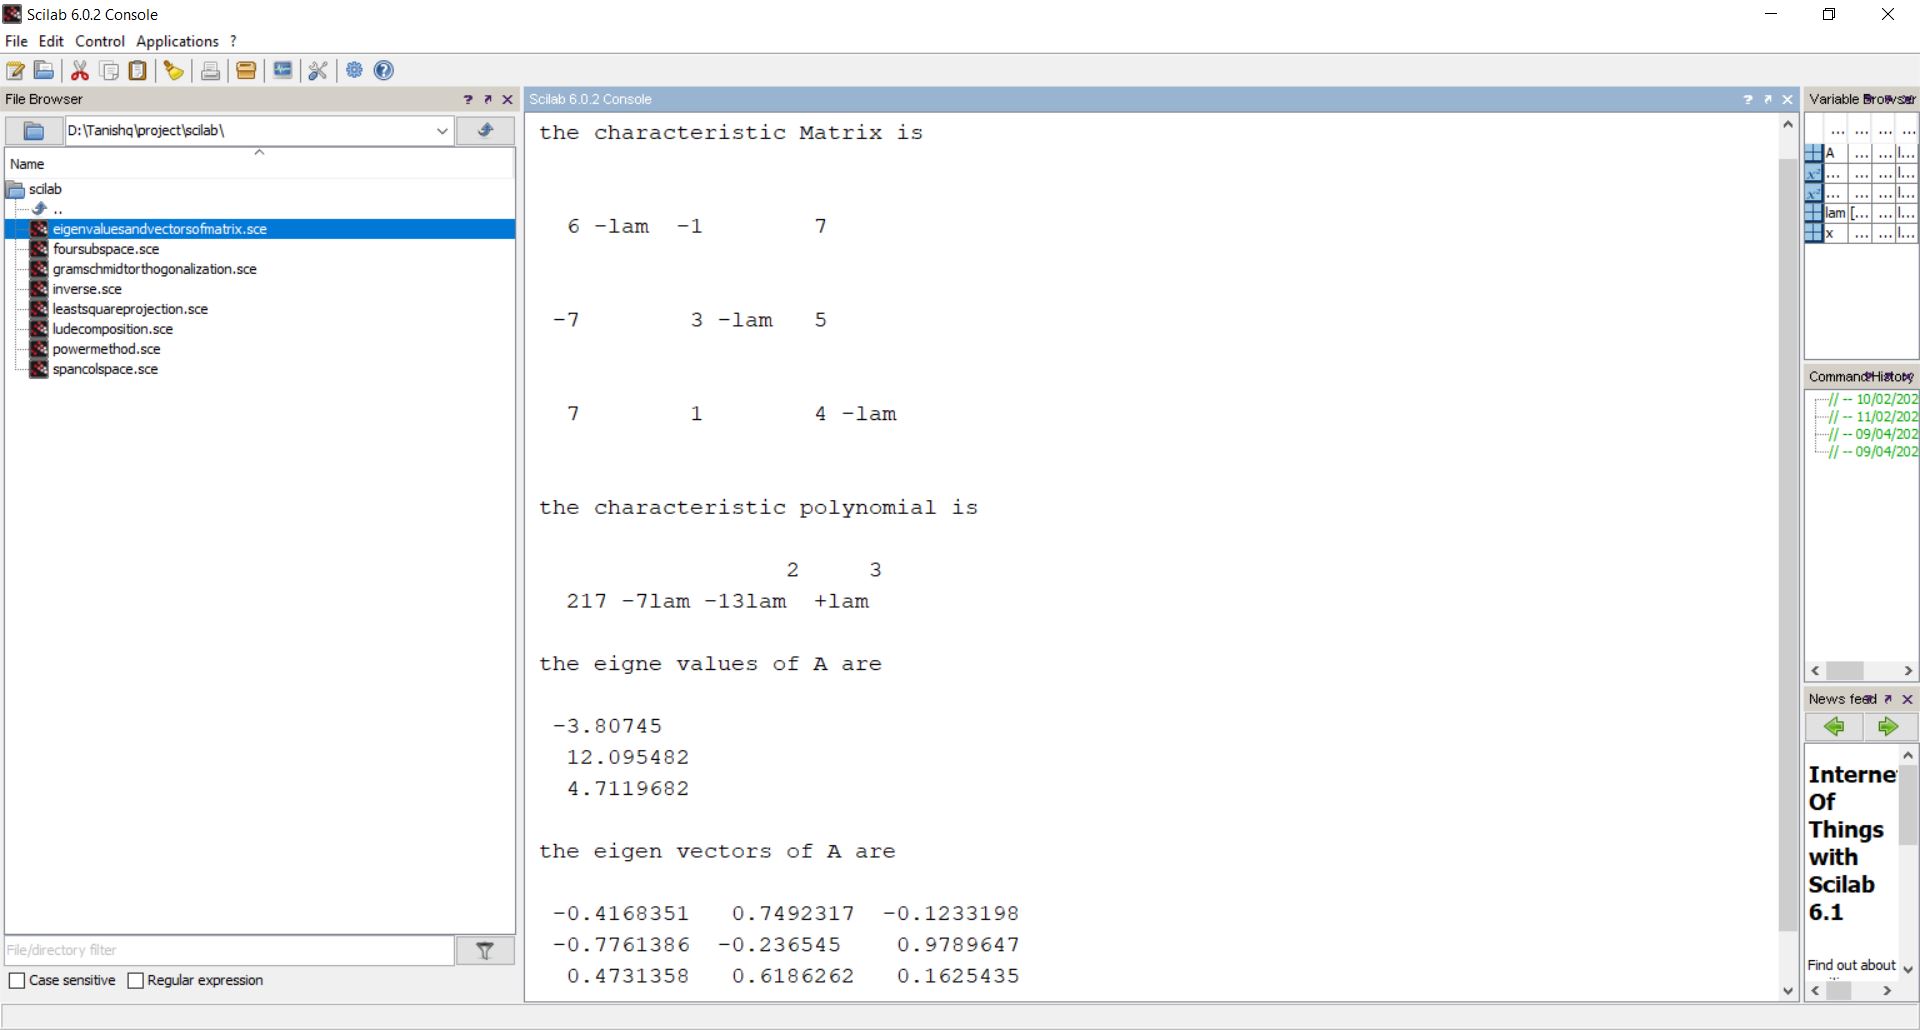 Scilab 6.0.2 Console
File Edit Control Applications ?
File Browser
D:\Tanishq\project\scilab\
Name
scilab
..
eigenvaluesandvectorsofmatrix.sce
foursubspace.sce
gramschmidtorthogonalization.sce
inverse.sce
leastsquareprojection.sce
ludecomposition.sce
powermethod.sce
spancolspace.sce
File/directory filter
Case sensitive Regular expression
Scilab 6.0.2 Console
the characteristic Matrix is
6 -lam -1 7
-7 3 -lam 5
7 1 4 -lam
the characteristic polynomial is
2 3
217 -7lam -13lam +lam
the eigne values of A are
-3.80745
12.095482
4.7119682
the eigen vectors of A are
-0.4168351 0.7492317 -0.1233198
-0.7761386 -0.236545 0.9789647
0.4731358 0.6186262 0.1625435
Variable Browser
... ... ... ...
A ... ... I...
... ... ... I...
... ... ... I...
lam [... ... I...
x ... ... I...
Command History
// -- 10/02/202
// -- 11/02/202
// -- 09/04/202
// -- 09/04/202
News feed
Interne
Of
Things
with
Scilab
6.1
Find out about